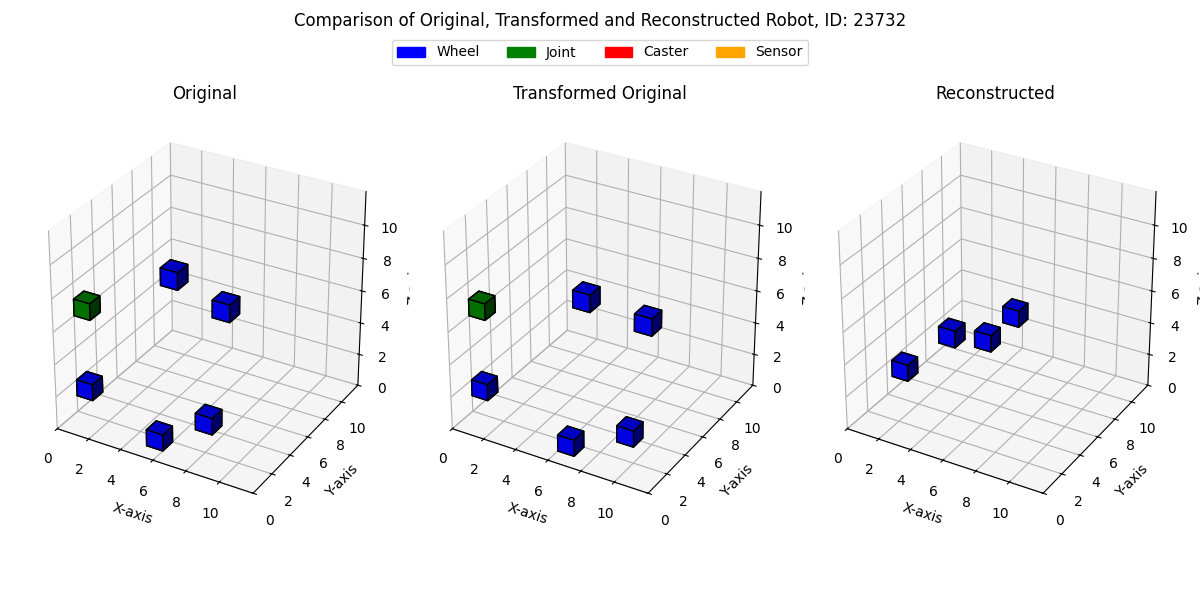 Comparison of Original, Transformed and Reconstructed Robot, ID: 23732
Wheel Joint Caster Sensor
Original Transformed Original Reconstructed
10 10 10
8 8 8
6 6 6
4 4 4
2 2 2
0 0 0
10 10 10
8 8 8
6 6 6
4 4 4
2 2 2
0 0 0
0 2 4 6 8 10 0 2 4 6 8 10 0 2 4 6 8 10
X-axis Y-axis X-axis Y-axis X-axis Y-axis